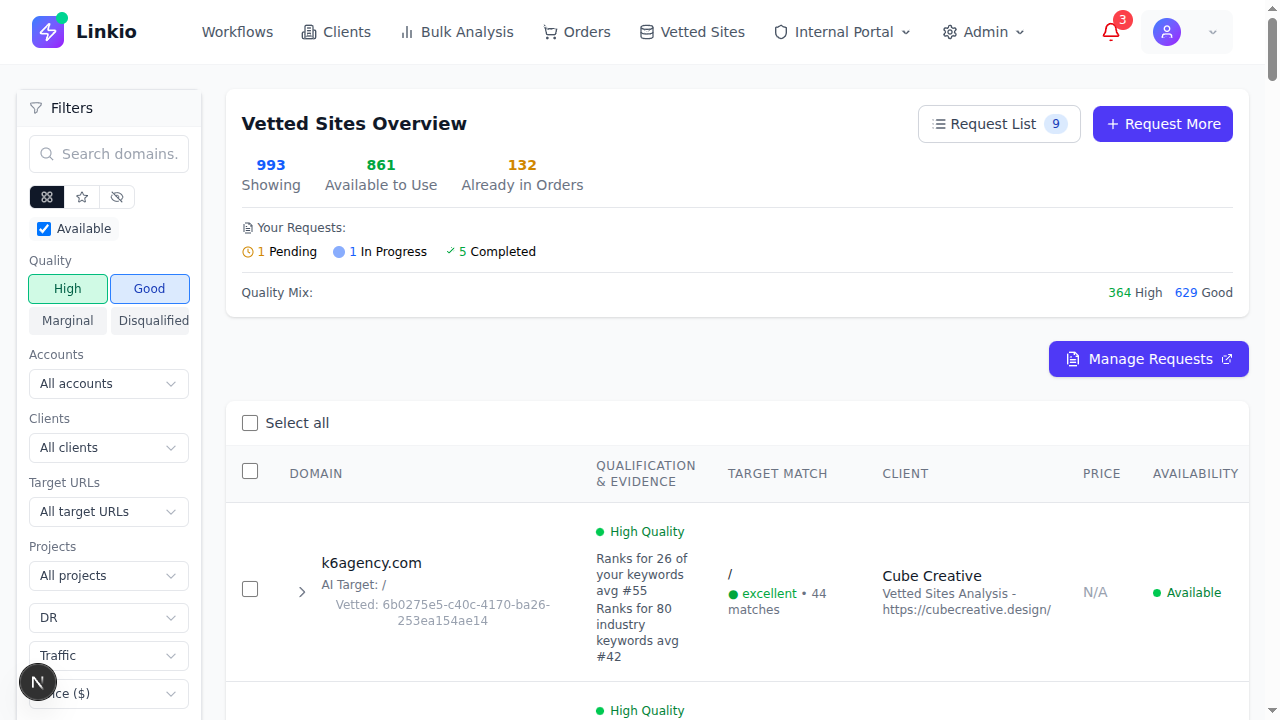 Linkio
Workflows
Clients
Bulk Analysis
Orders
Vetted Sites
Internal Portal
Admin
3
Filters
Search domains.
Available
Quality
High
Good
Marginal
Disqualified
Accounts
All accounts
Clients
All clients
Target URLs
All target URLs
Projects
All projects
DR
Traffic
ice ($)
N
Vetted Sites Overview
Request List 9
+ Request More
993
Showing
861
Available to Use
132
Already in Orders
Your Requests:
1 Pending
1 In Progress
5 Completed
Quality Mix:
364 High 629 Good
Manage Requests
Select all
DOMAIN
QUALIFICATION
& EVIDENCE
TARGET MATCH
CLIENT
PRICE
AVAILABILITY
k6agency.com
AI Target: /
Vetted: 6b0275e5-c40c-4170-ba26-
253ea154ae14
High Quality
Ranks for 26 of
your keywords
avg #55
Ranks for 80
industry
keywords avg
#42
/
excellent • 44
matches
Cube Creative
Vetted Sites Analysis -
https://cubecreative.design/
N/A
Available
High Quality